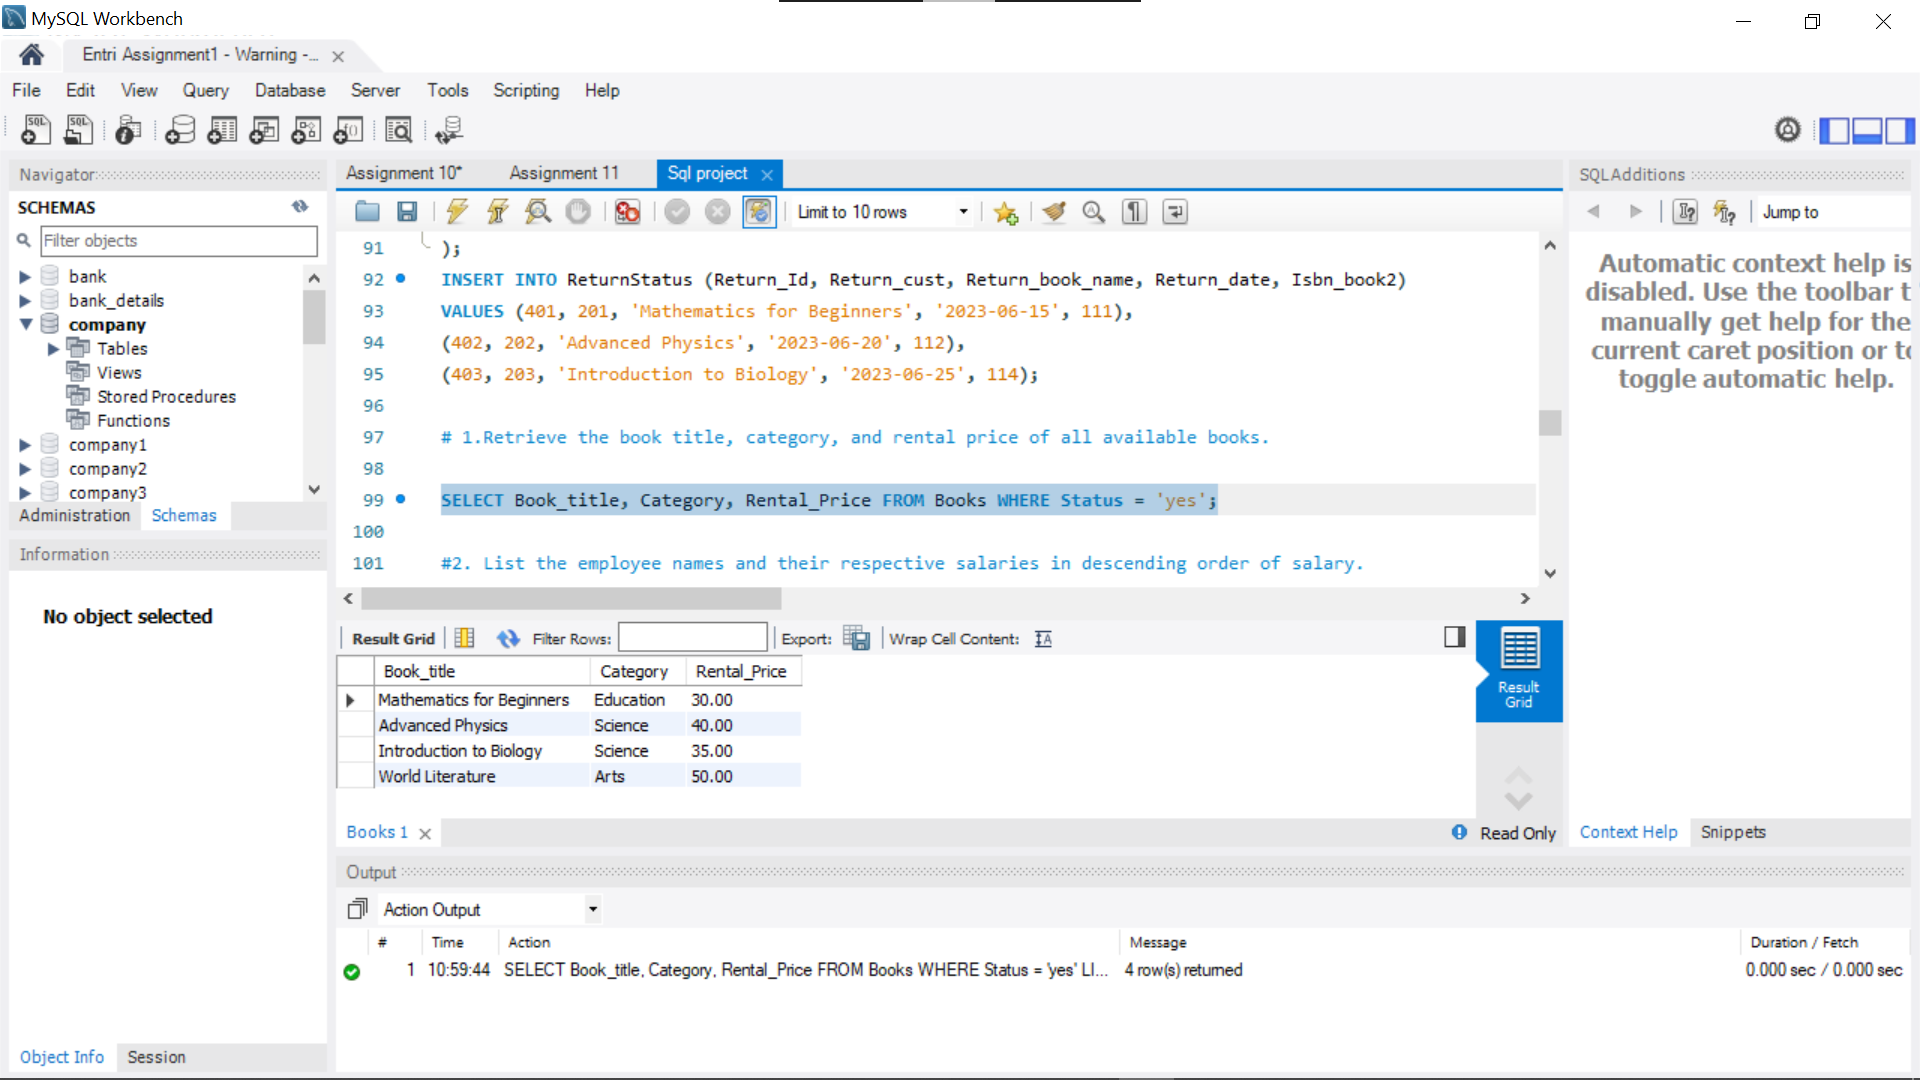 MySQL Workbench
Entri Assignment1 - Warning -...
File Edit View Query Database Server Tools Scripting Help
Navigator
SCHEMAS
Filter objects
bank
bank_details
company
Tables
Views
Stored Procedures
Functions
company1
company2
company3
Administration Schemas
Information
No object selected
Object Info Session
Assignment 10* Assignment 11 Sql project
Limit to 10 rows
91 );
92 INSERT INTO ReturnStatus (Return_Id, Return_cust, Return_book_name, Return_date, Isbn_book2)
93 VALUES (401, 201, 'Mathematics for Beginners', '2023-06-15', 111),
94 (402, 202, 'Advanced Physics', '2023-06-20', 112),
95 (403, 203, 'Introduction to Biology', '2023-06-25', 114);
96
97 # 1.Retrieve the book title, category, and rental price of all available books.
98
99 SELECT Book_title, Category, Rental_Price FROM Books WHERE Status = 'yes';
100
101 #2. List the employee names and their respective salaries in descending order of salary.
Result Grid Filter Rows: Export: Wrap Cell Content:
Book_title Category Rental_Price
Mathematics for Beginners Education 30.00
Advanced Physics Science 40.00
Introduction to Biology Science 35.00
World Literature Arts 50.00
Result
Grid
Books 1
Read Only
SQLAdditions
Jump to
Automatic context help is
disabled. Use the toolbar t
manually get help for the
current caret position or to
toggle automatic help.
Context Help Snippets
Output
Action Output
# Time Action Message Duration / Fetch
1 10:59:44 SELECT Book_title, Category, Rental_Price FROM Books WHERE Status = 'yes' LI... 4 row(s) returned 0.000 sec / 0.000 sec